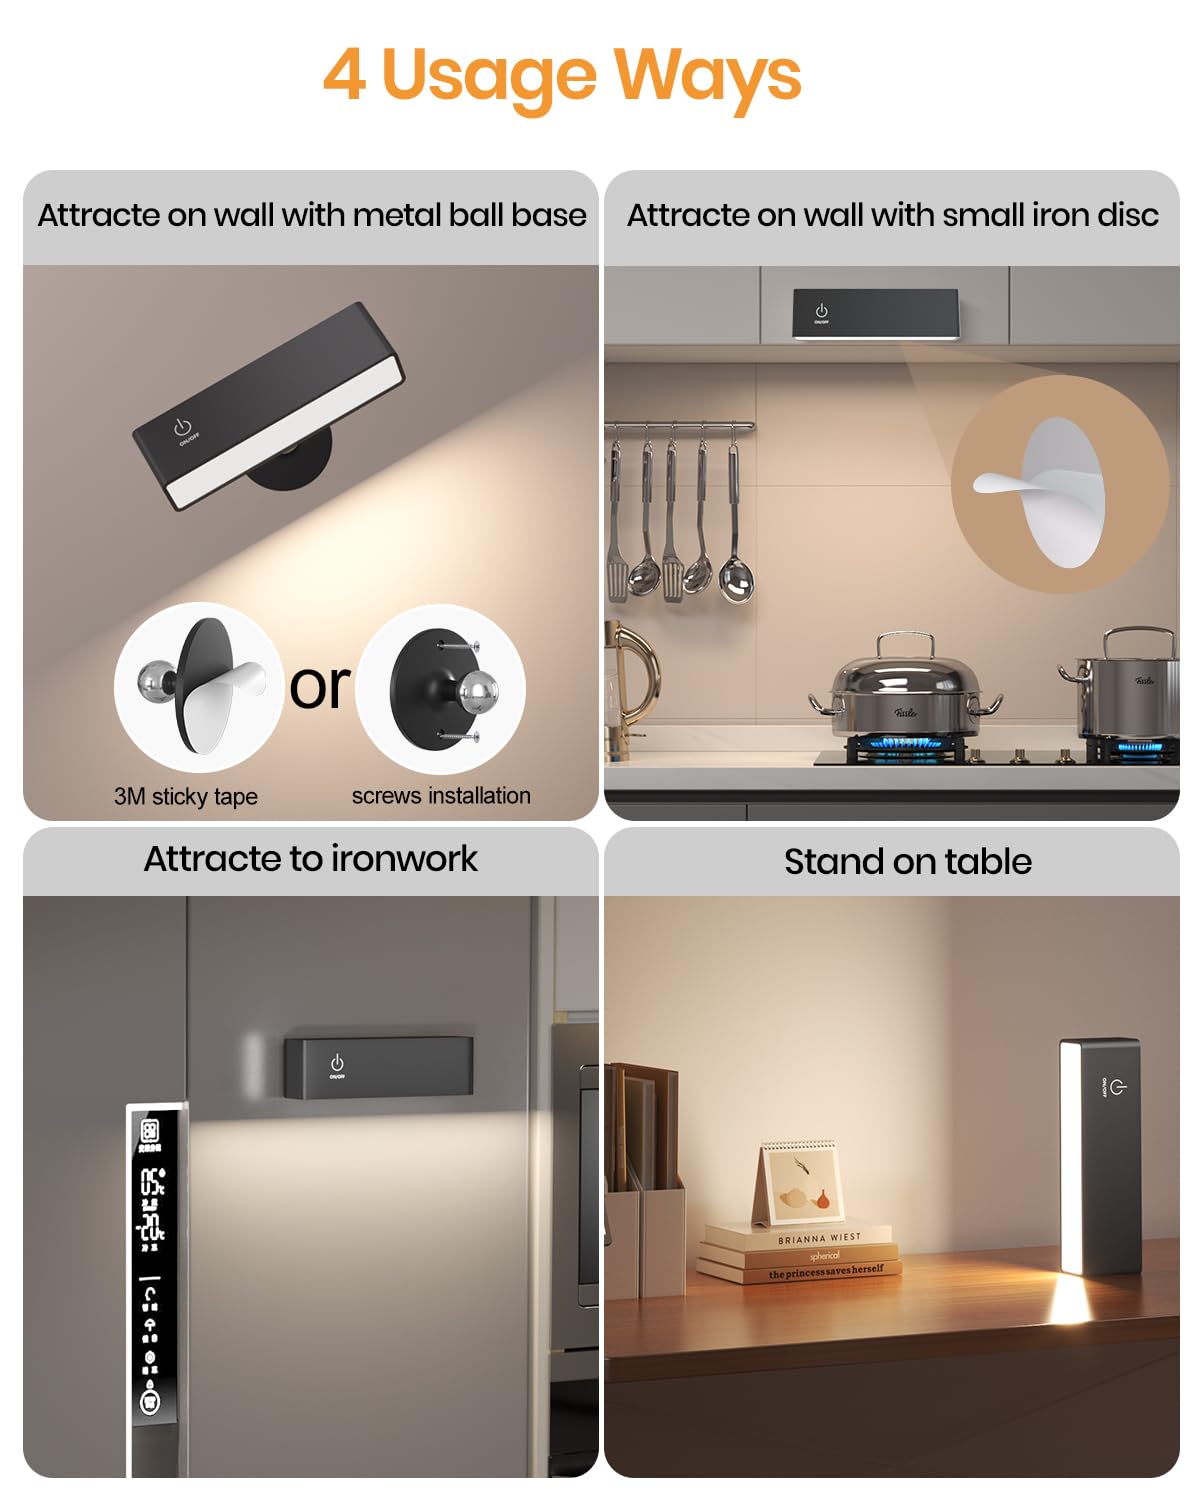 4 Usage Ways
Attracte on wall with metal ball base
ON/OFF
or
3M sticky tape
screws installation
Attracte on wall with small iron disc
ON/OFF
Fissler
Fissler
Attracte to ironwork
ON/OFF
Stand on table
ON/OFF
BRIANNA WIEST
spherical
the princess saves herself